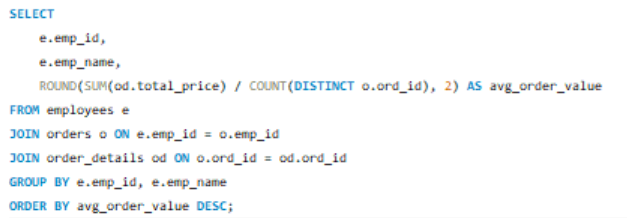 SELECT
e.emp_id,
e.emp_name,
ROUND(SUM(od.total_price) / COUNT(DISTINCT o.ord_id), 2) AS avg_order_value
FROM employees e
JOIN orders o ON e.emp_id = o.emp_id
JOIN order_details od ON o.ord_id = od.ord_id
GROUP BY e.emp_id, e.emp_name
ORDER BY avg_order_value DESC;